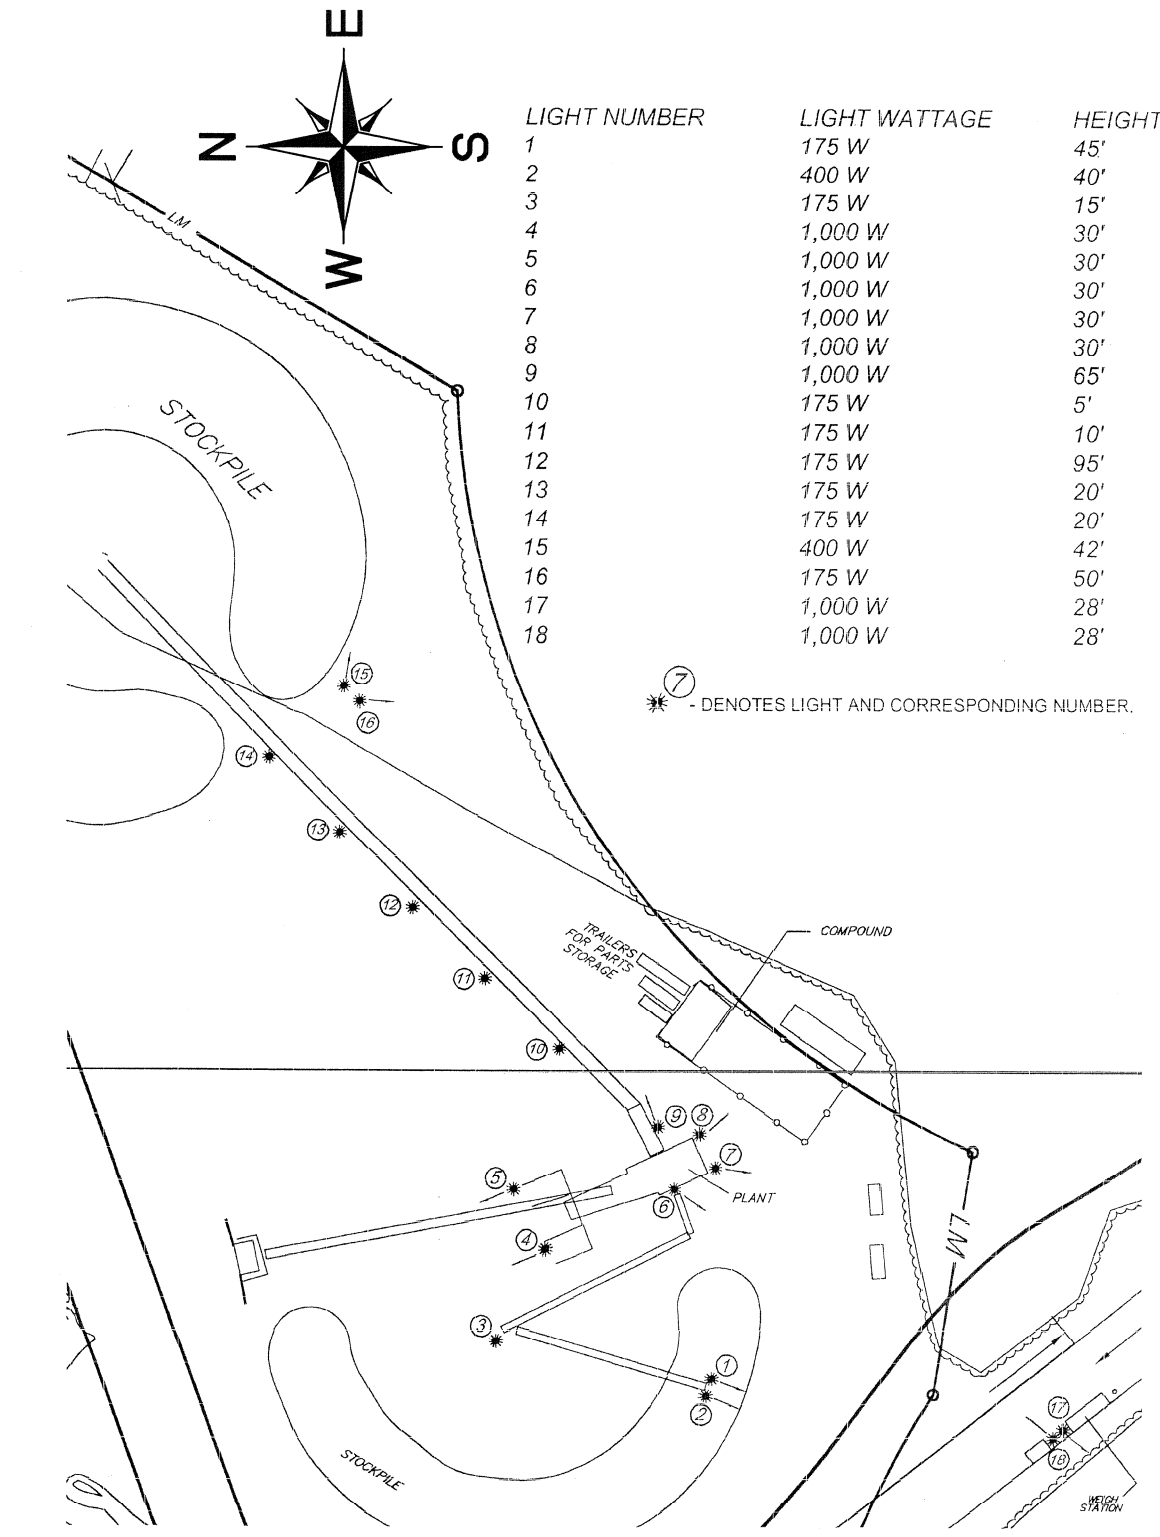 E
N
S
W
LIGHT NUMBER LIGHT WATTAGE HEIGHT
1 175 W 45'
2 400 W 40'
3 175 W 15'
4 1,000 W 30'
5 1,000 W 30'
6 1,000 W 30'
7 1,000 W 30'
8 1,000 W 30'
9 1,000 W 65'
10 175 W 5'
11 175 W 10'
12 175 W 95'
13 175 W 20'
14 175 W 20'
15 400 W 42'
16 175 W 50'
17 1,000 W 28'
18 1,000 W 28'
7
- DENOTES LIGHT AND CORRESPONDING NUMBER.
LM
STOCKPILE
15
16
14
13
12
11
10
TRAILERS
FOR PARTS
STORAGE
COMPOUND
9
8
7
6
PLANT
5
4
3
1
2
LM
STOCKPILE
17
18
WEIGH
STATION